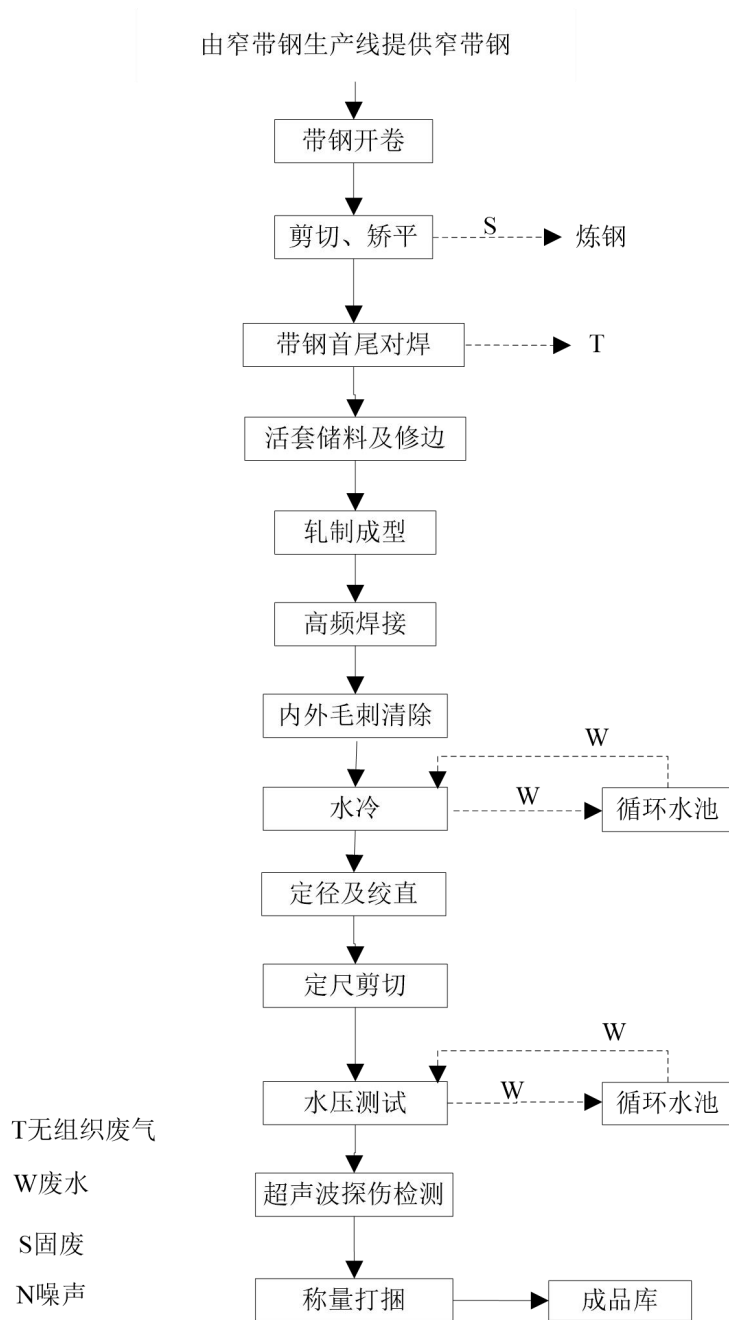 由窄带钢生产线提供窄带钢
带钢开卷
剪切、矫平
S
炼钢
带钢首尾对焊
T
活套储料及修边
轧制成型
高频焊接
内外毛刺清除
W
水冷
W
循环水池
定径及绞直
定尺剪切
W
水压测试
W
循环水池
T无组织废气
W废水
超声波探伤检测
S固废
N噪声
称量打捆
成品库